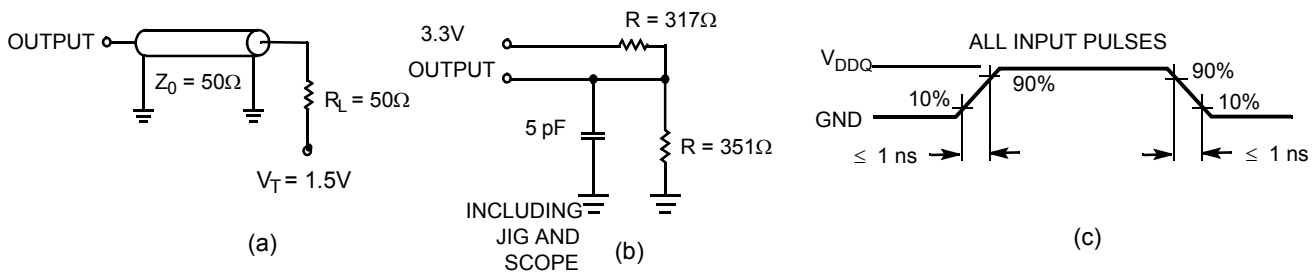 OUTPUT
Z0 = 50Ω
RL = 50Ω
VT = 1.5V
(a)
R = 317Ω
3.3V
OUTPUT
5 pF
R = 351Ω
INCLUDING
JIG AND
SCOPE
(b)
ALL INPUT PULSES
VDDQ
90%
90%
10%
10%
GND
≤ 1 ns
≤ 1 ns
(c)